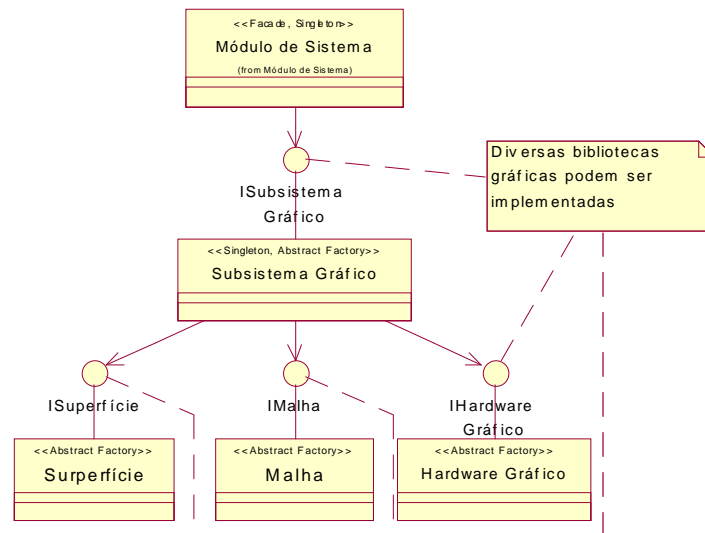 <<Facade, Singleton>>
Módulo de Sistema
(from Módulo de Sistema)
Diversas bibliotecas
gráficas podem ser
implementadas
ISubsistema
Gráfico
<<Singleton, Abstract Factory>>
Subsistema Gráfico
ISuperfície
IMalha
IHardware
Gráfico
<<Abstract Factory>>
Surperfície
<<Abstract Factory>>
Malha
<<Abstract Factory>>
Hardware Gráfico